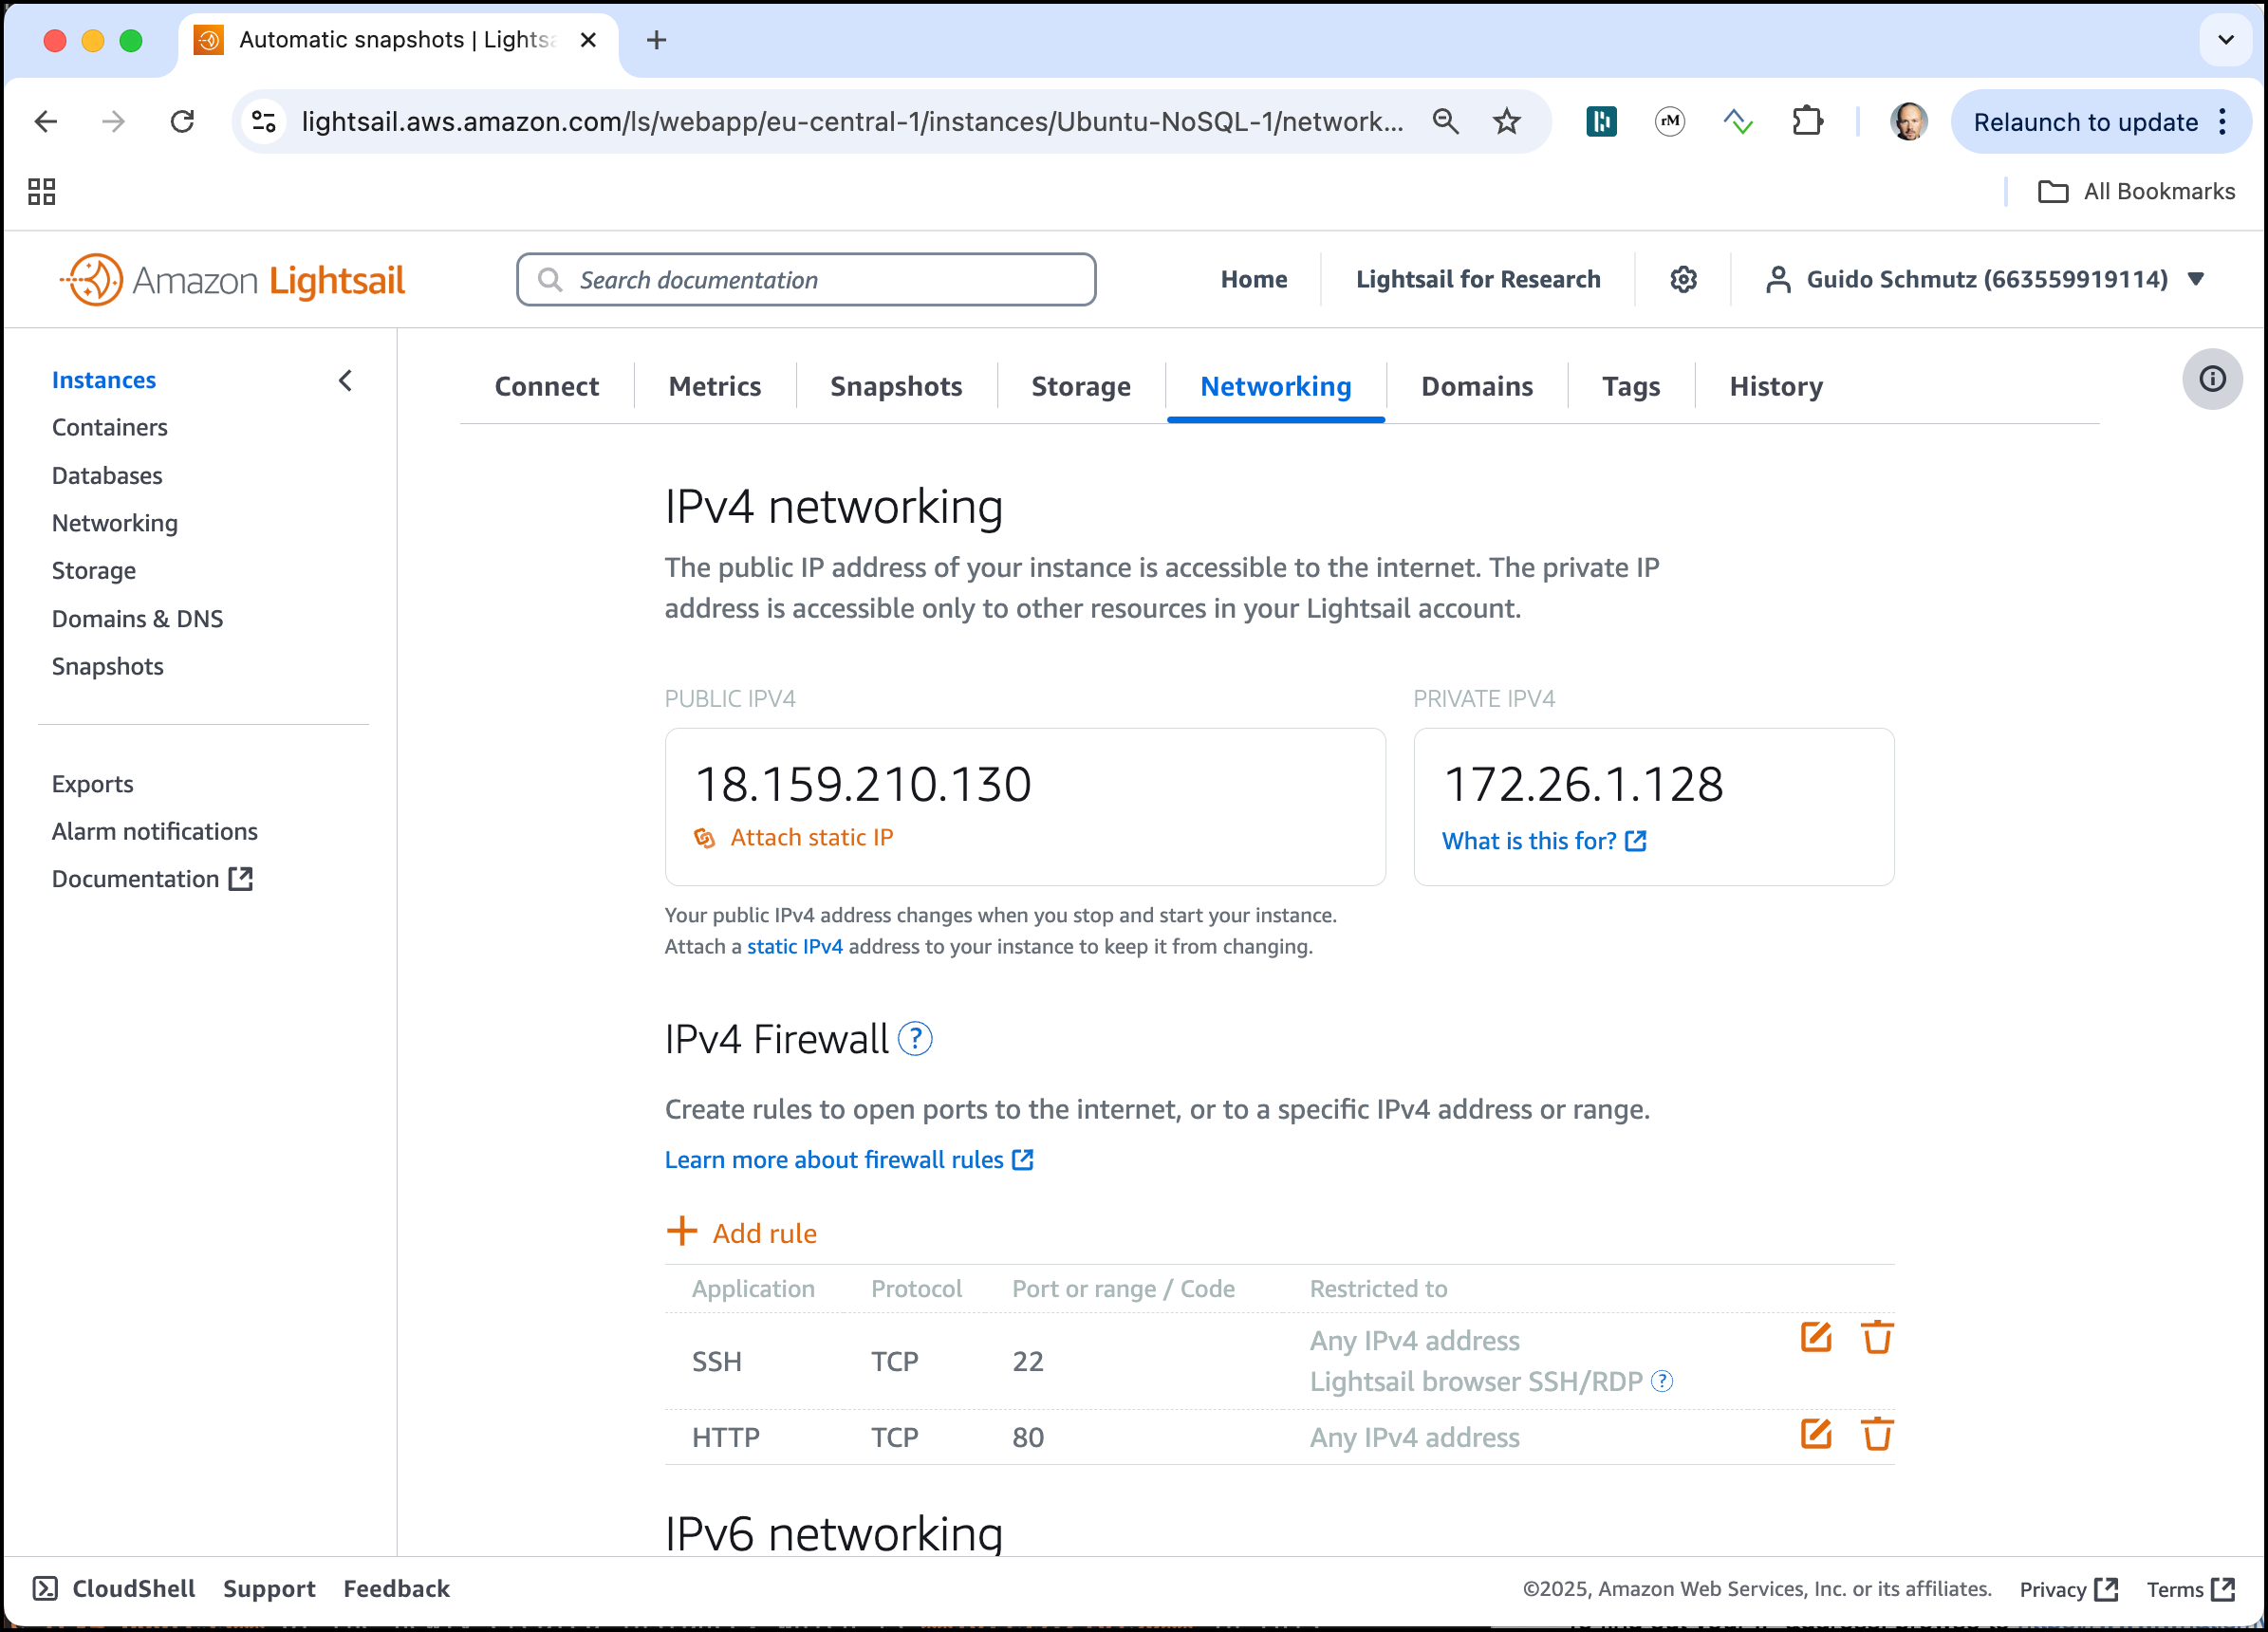 Automatic snapshots | Lights
lightsail.aws.amazon.com/ls/webapp/eu-central-1/instances/Ubuntu-NoSQL-1/network...
rM
Relaunch to update
All Bookmarks
Amazon Lightsail
Search documentation
Home
Lightsail for Research
Guido Schmutz (663559919114)
Instances
Containers
Databases
Networking
Storage
Domains & DNS
Snapshots
Exports
Alarm notifications
Documentation
Connect
Metrics
Snapshots
Storage
Networking
Domains
Tags
History
IPv4 networking
The public IP address of your instance is accessible to the internet. The private IP
address is accessible only to other resources in your Lightsail account.
PUBLIC IPV4
18.159.210.130
Attach static IP
PRIVATE IPV4
172.26.1.128
What is this for?
Your public IPv4 address changes when you stop and start your instance.
Attach a static IPv4 address to your instance to keep it from changing.
IPv4 Firewall ?
Create rules to open ports to the internet, or to a specific IPv4 address or range.
Learn more about firewall rules
+ Add rule
Application Protocol Port or range / Code Restricted to
SSH TCP 22 Any IPv4 address
Lightsail browser SSH/RDP ?
HTTP TCP 80 Any IPv4 address
IPv6 networking
CloudShell Support Feedback
©2025, Amazon Web Services, Inc. or its affiliates. Privacy Terms